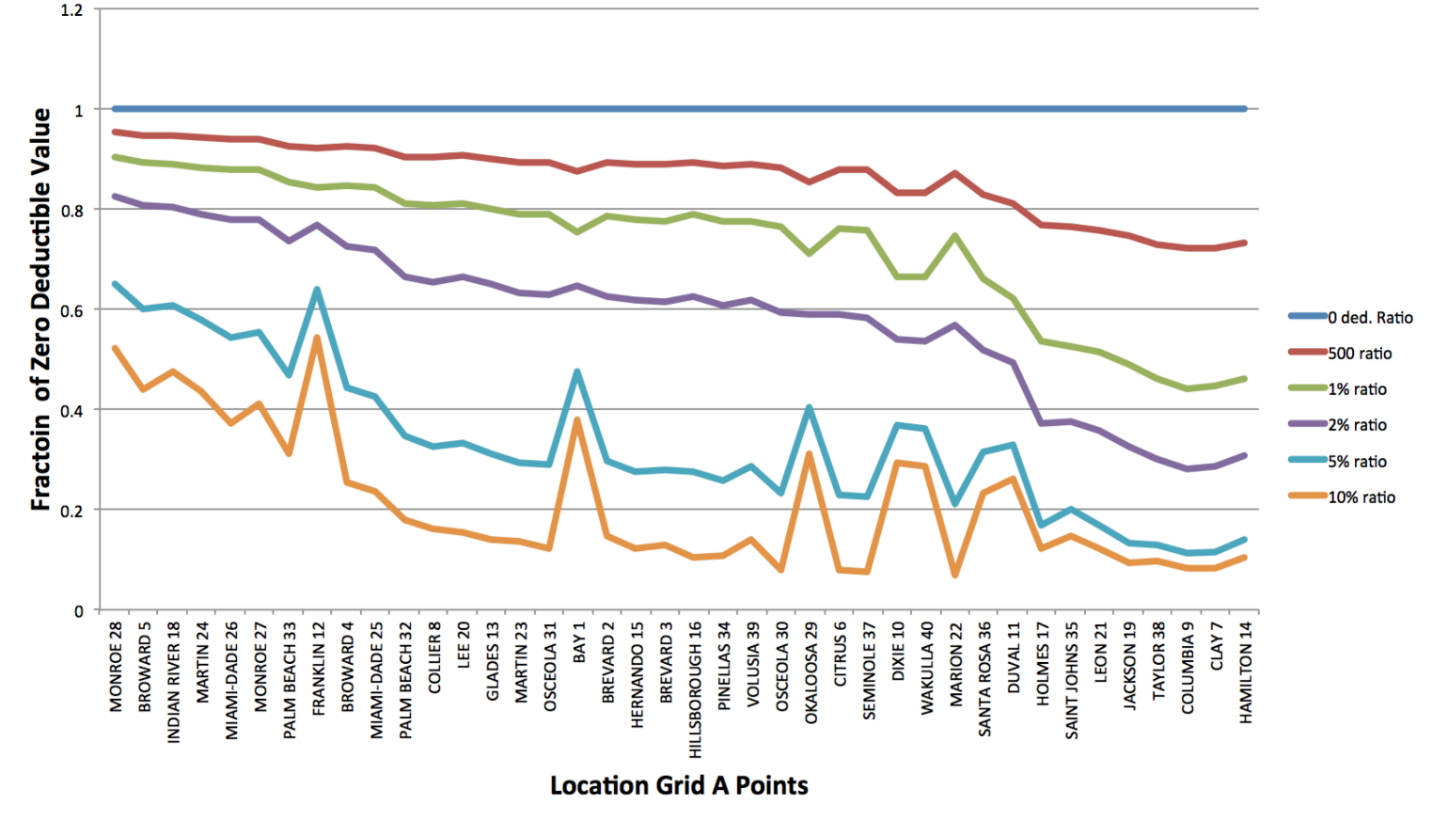 1.2
1
0.8
0.6
0.4
0.2
0
Fractoin of Zero Deductible Value
MONROE 28
BROWARD 5
INDIAN RIVER 18
MARTIN 24
MIAMI-DADE 26
MONROE 27
PALM BEACH 33
FRANKLIN 12
BROWARD 4
MIAMI-DADE 25
PALM BEACH 32
COLLIER 8
LEE 20
GLADES 13
MARTIN 23
OSCEOLA 31
BAY 1
BREVARD 2
HERNANDO 15
BREVARD 3
HILLSBOROUGH 16
PINELLAS 34
VOLUSIA 39
OSCEOLA 30
OKALOOSA 29
CITRUS 6
SEMINOLE 37
DIXIE 10
WAKULLA 40
MARION 22
SANTA ROSA 36
DUVAL 11
HOLMES 17
SAINT JOHNS 35
LEON 21
JACKSON 19
TAYLOR 38
COLUMBIA 9
CLAY 7
HAMILTON 14
Location Grid A Points
0 ded. Ratio
500 ratio
1% ratio
2% ratio
5% ratio
10% ratio